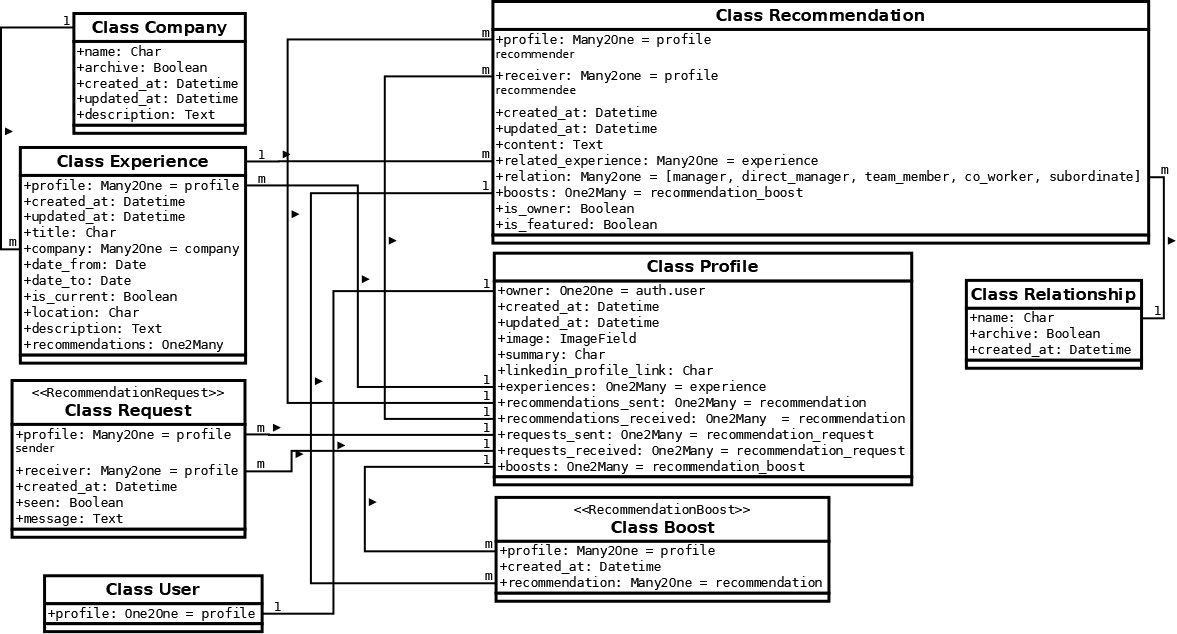 Class Company
+name: Char
+archive: Boolean
+created_at: Datetime
+updated_at: Datetime
+description: Text
1
m
Class Experience
+profile: Many2One = profile
+created_at: Datetime
+updated_at: Datetime
+title: Char
+company: Many2One = company
+date_from: Date
+date_to: Date
+is_current: Boolean
+location: Char
+description: Text
+recommendations: One2Many
1
m
<<RecommendationRequest>>
Class Request
+profile: Many2One = profile
sender
+receiver: Many2one = profile
+created_at: Datetime
+seen: Boolean
+message: Text
m
m
Class User
+profile: One2One = profile
1
Class Recommendation
+profile: Many2One = profile
recommender
+receiver: Many2one = profile
recommendee
+created_at: Datetime
+updated_at: Datetime
+content: Text
+related_experience: Many2One = experience
+relation: Many2one = [manager, direct_manager, team_member, co_worker, subordinate]
+boosts: One2Many = recommendation_boost
+is_owner: Boolean
+is_featured: Boolean
m
m
m
1
m
Class Profile
+owner: One2One = auth.user
+created_at: Datetime
+updated_at: Datetime
+image: ImageField
+summary: Char
+linkedin_profile_link: Char
+experiences: One2Many = experience
+recommendations_sent: One2Many = recommendation
+recommendations_received: One2Many  = recommendation
+requests_sent: One2Many = recommendation_request
+requests_received: One2Many = recommendation_request
+boosts: One2Many = recommendation_boost
1
1
1
1
1
1
1
Class Relationship
+name: Char
+archive: Boolean
+created_at: Datetime
1
<<RecommendationBoost>>
Class Boost
+profile: Many2One = profile
+created_at: Datetime
+recommendation: Many2One = recommendation
m
m